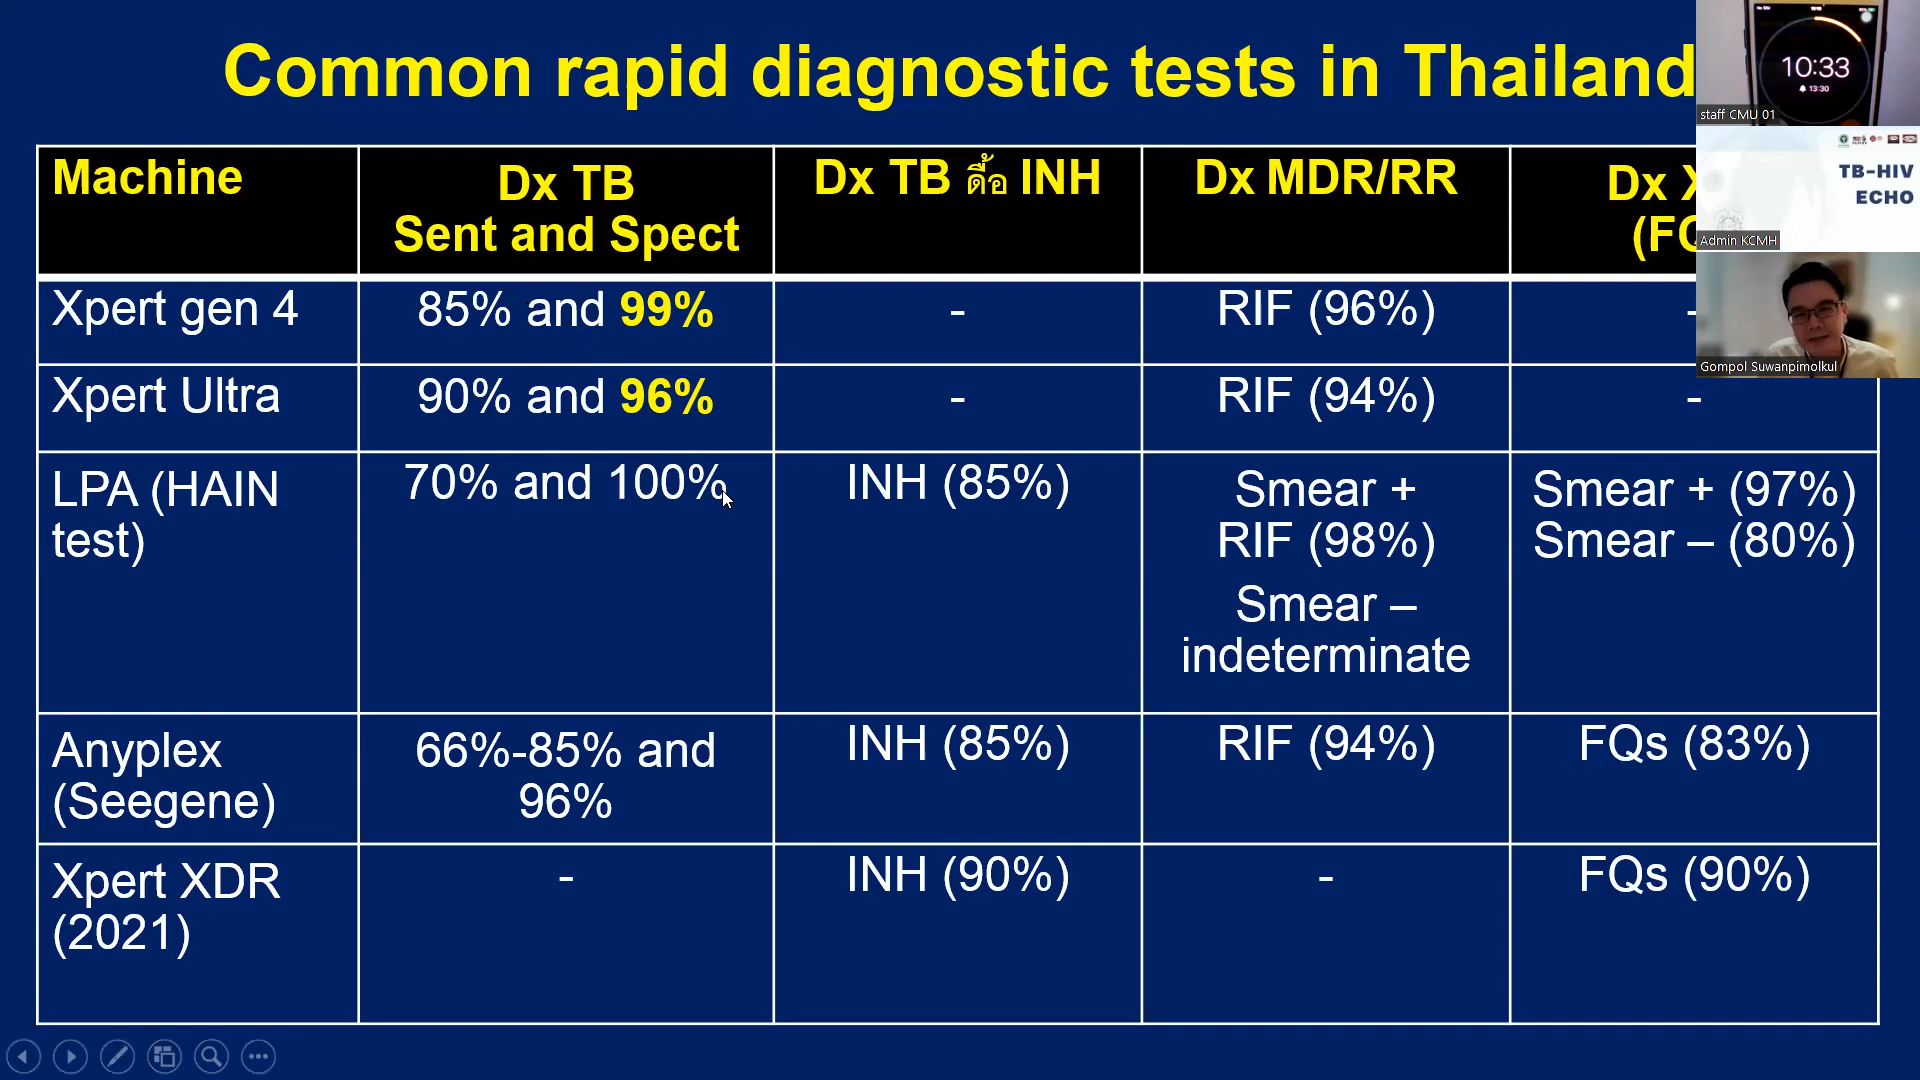 Common rapid diagnostic tests in Thailand
Machine
Dx TB
Sent and Spect
Dx TB ดื้อ INH
Dx MDR/RR
Dx
Xpert gen 4
85% and 99%
-
RIF (96%)
-
Xpert Ultra
90% and 96%
-
RIF (94%)
-
LPA (HAIN
test)
70% and 100%
INH (85%)
Smear +
RIF (98%)
Smear –
indeterminate
Smear + (97%)
Smear – (80%)
Anyplex
(Seegene)
66%-85% and
96%
INH (85%)
RIF (94%)
FQs (83%)
Xpert XDR
(2021)
-
INH (90%)
-
FQs (90%)
10:33
13:30
staff CMU 01
TB-HIV
ECHO
Admin KCMH
Gompol Suwanpimolkul